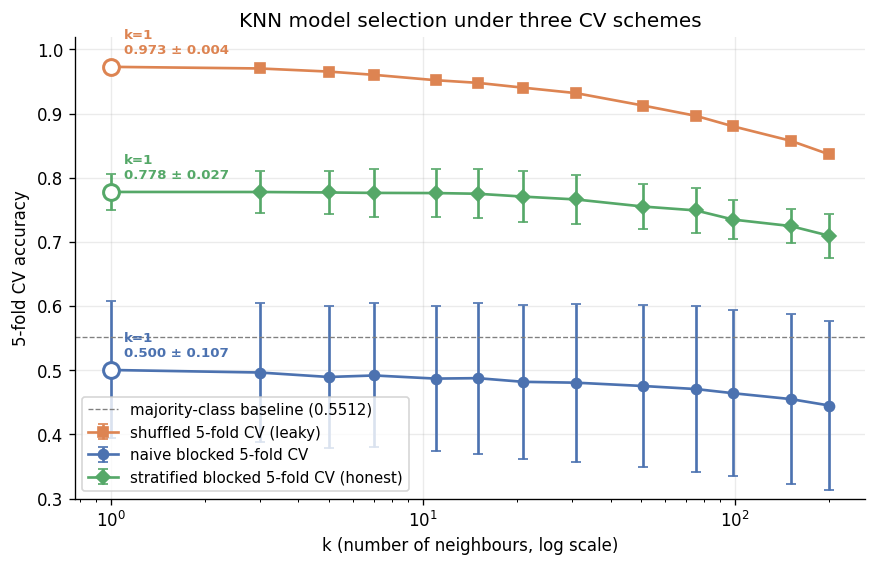 KNN model selection under three CV schemes
k=1
0.973 ± 0.004
k=1
0.778 ± 0.027
k=1
0.500 ± 0.107
5-fold CV accuracy
1.0
0.9
0.8
0.7
0.6
0.5
0.4
0.3
majority-class baseline (0.5512)
shuffled 5-fold CV (leaky)
naive blocked 5-fold CV
stratified blocked 5-fold CV (honest)
10⁰ 10¹ 10²
k (number of neighbours, log scale)